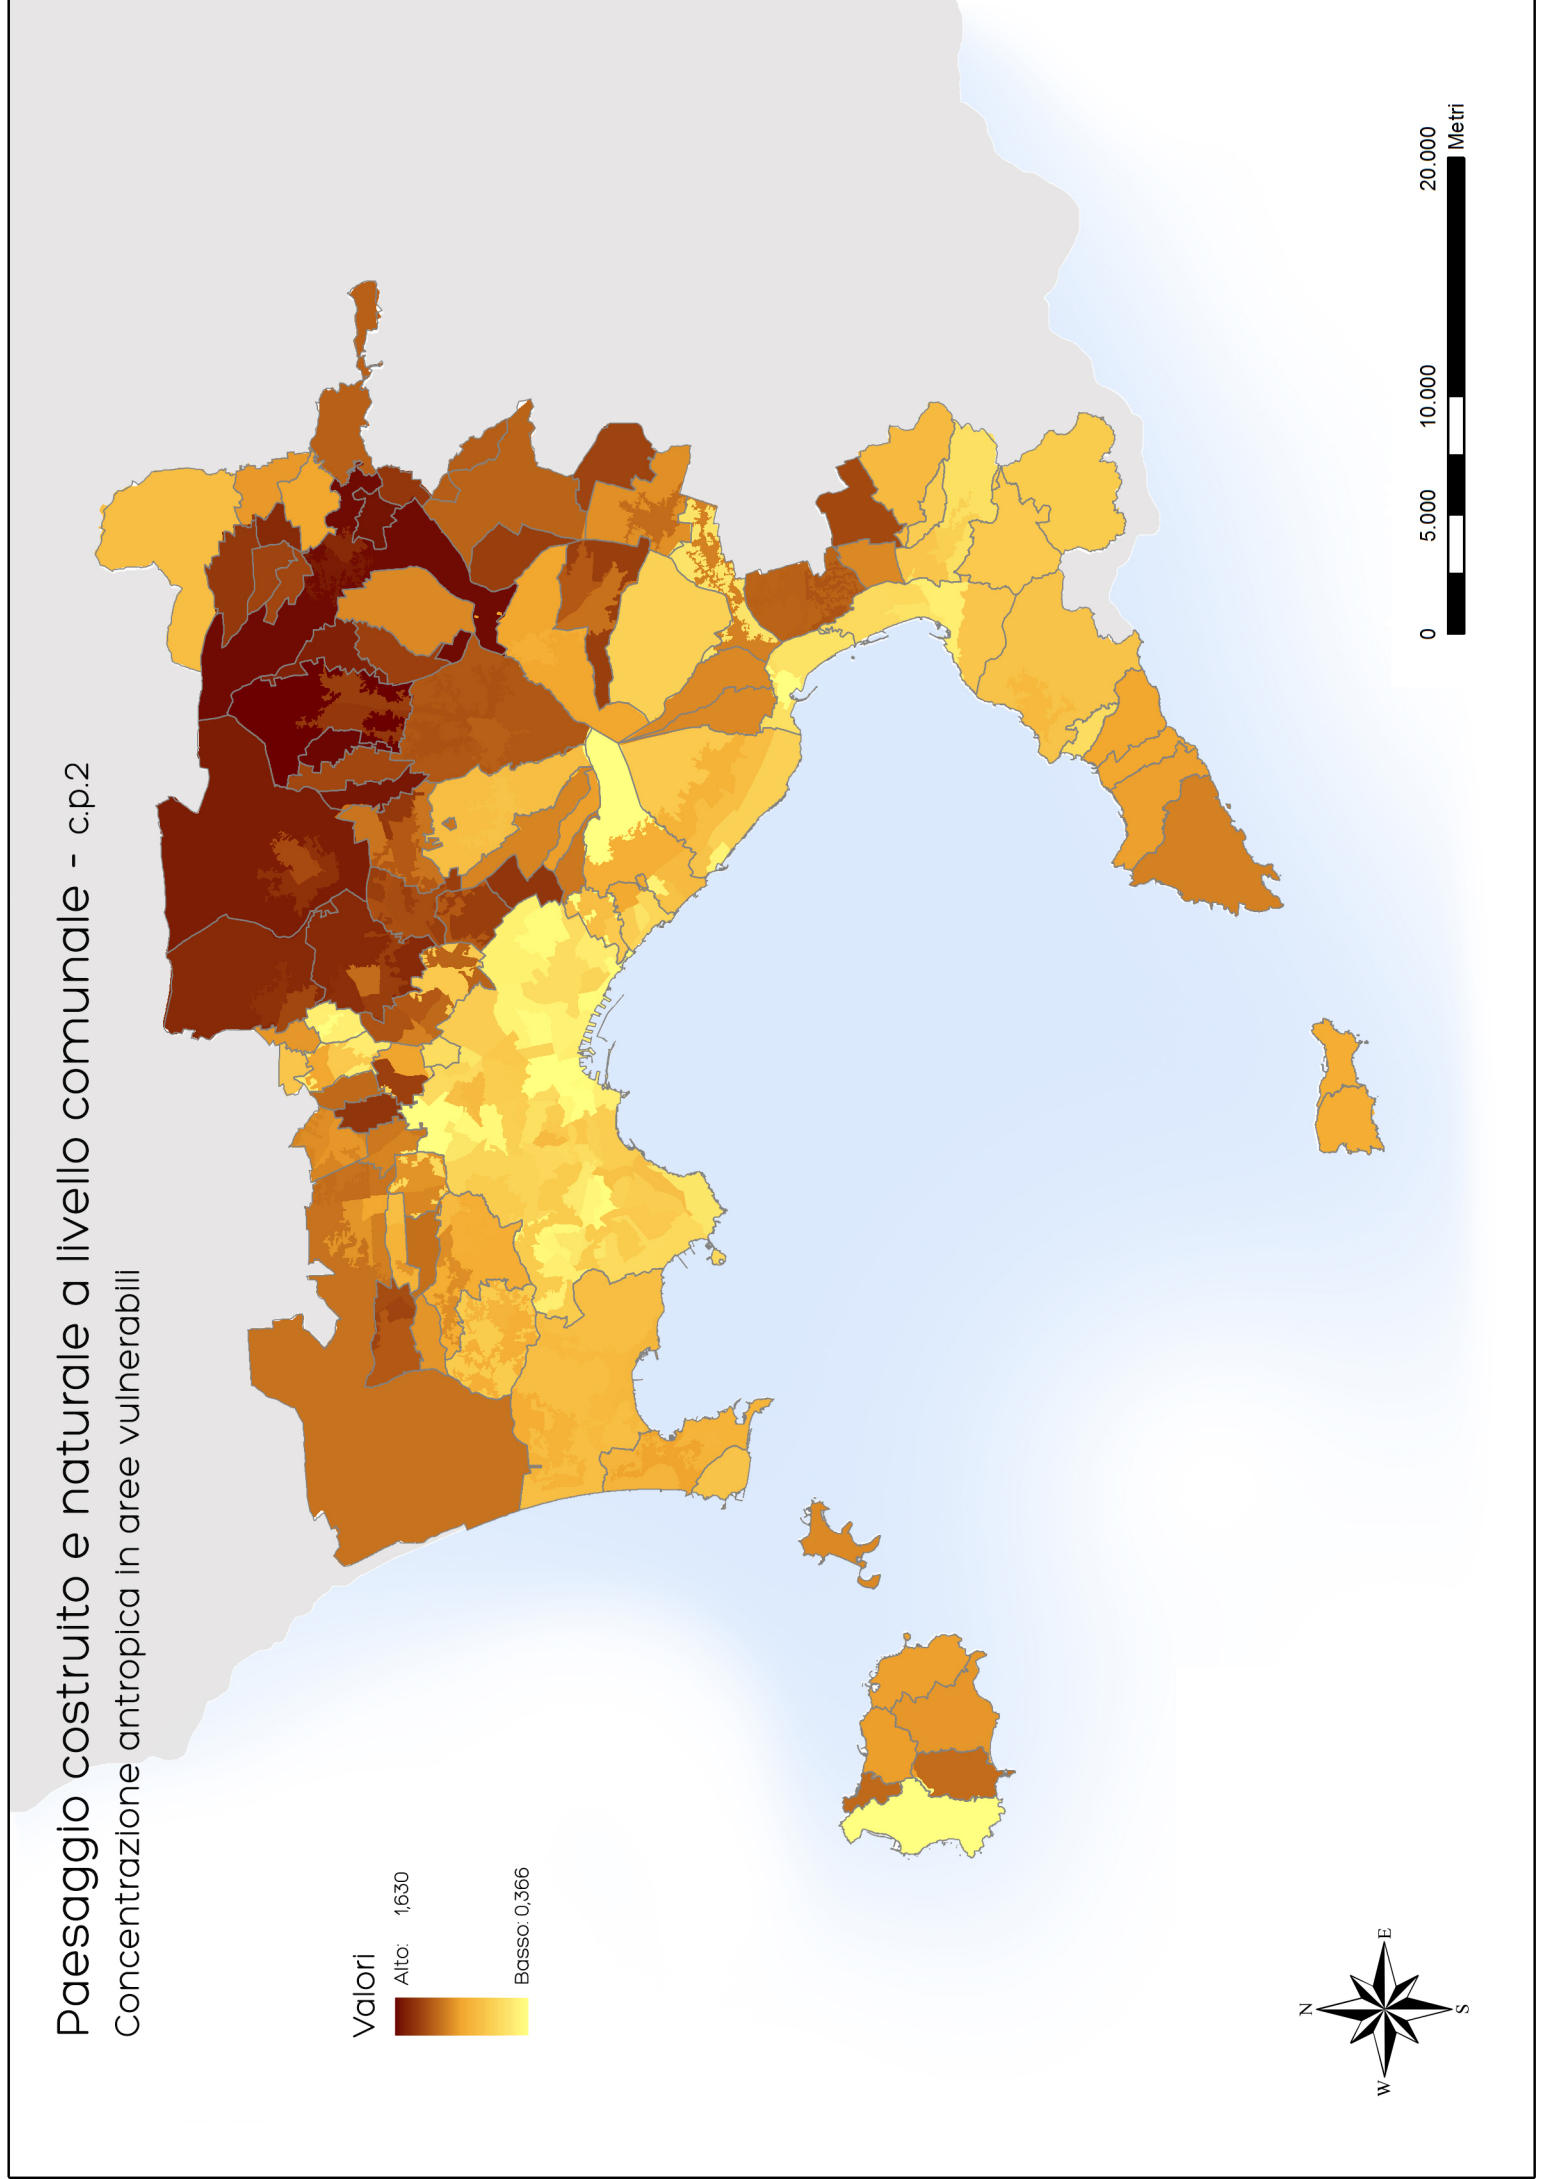 Paesaggio costruito e naturale a livello comunale - c.p.2
Concentrazione antropica in aree vulnerabili
Valori
Alto: 1,630
Basso: 0,366
N
W
E
S
0 5.000 10.000 20.000
Metri